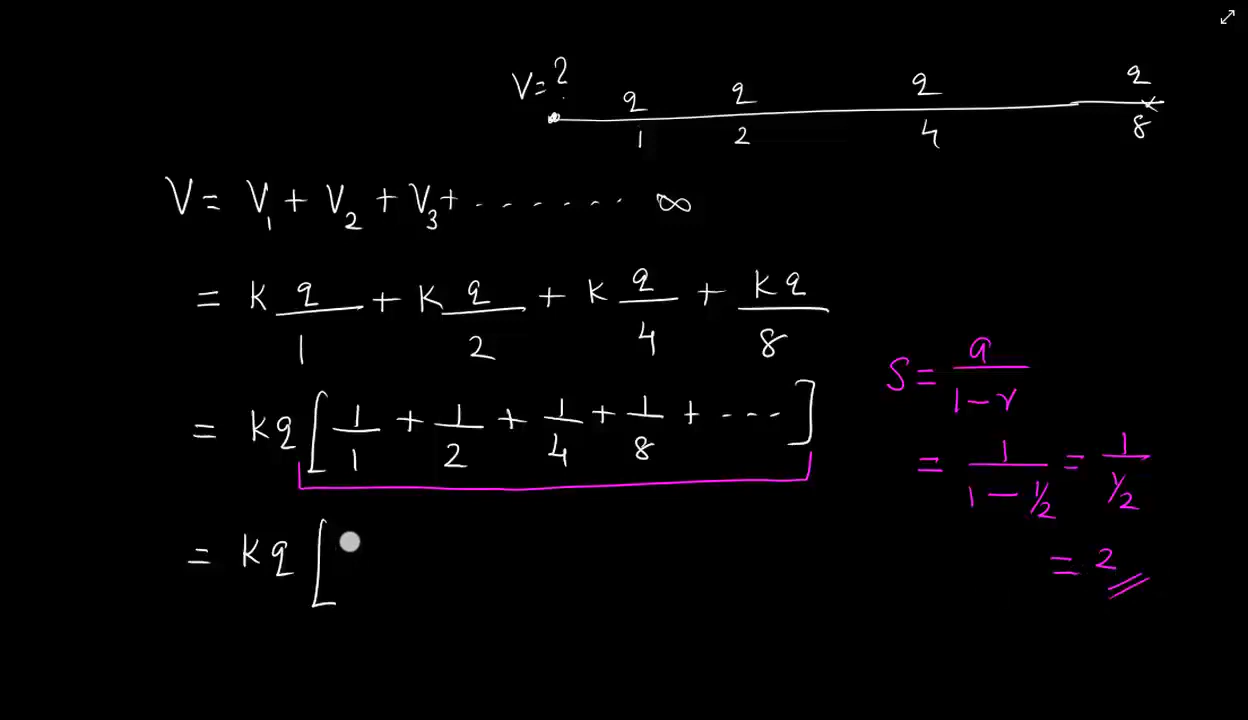 V=?
q q q q
1 2 4 8
V = V₁ + V₂ + V₃ + ....... ∞
= K q/1 + K q/2 + K q/4 + Kq/8
= Kq [ 1/1 + 1/2 + 1/4 + 1/8 + --- ]
= Kq [
S = a/(1-r)
= 1/(1-1/2) = 1/(1/2)
= 2